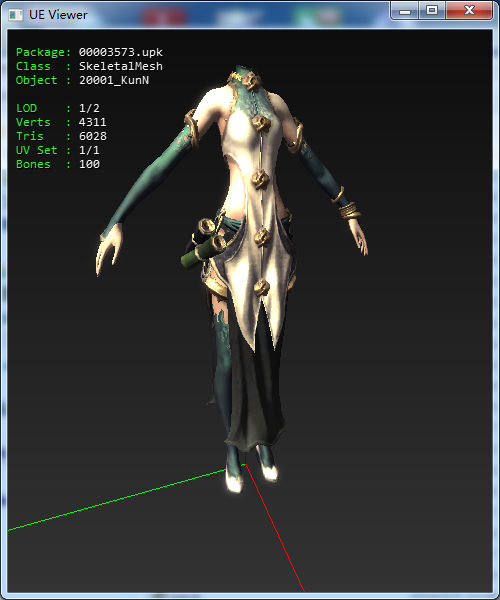 UE Viewer
Package: 00003573.upk
Class : SkeletalMesh
Object : 20001_KunN
LOD : 1/2
Verts : 4311
Tris : 6028
UV Set : 1/1
Bones : 100